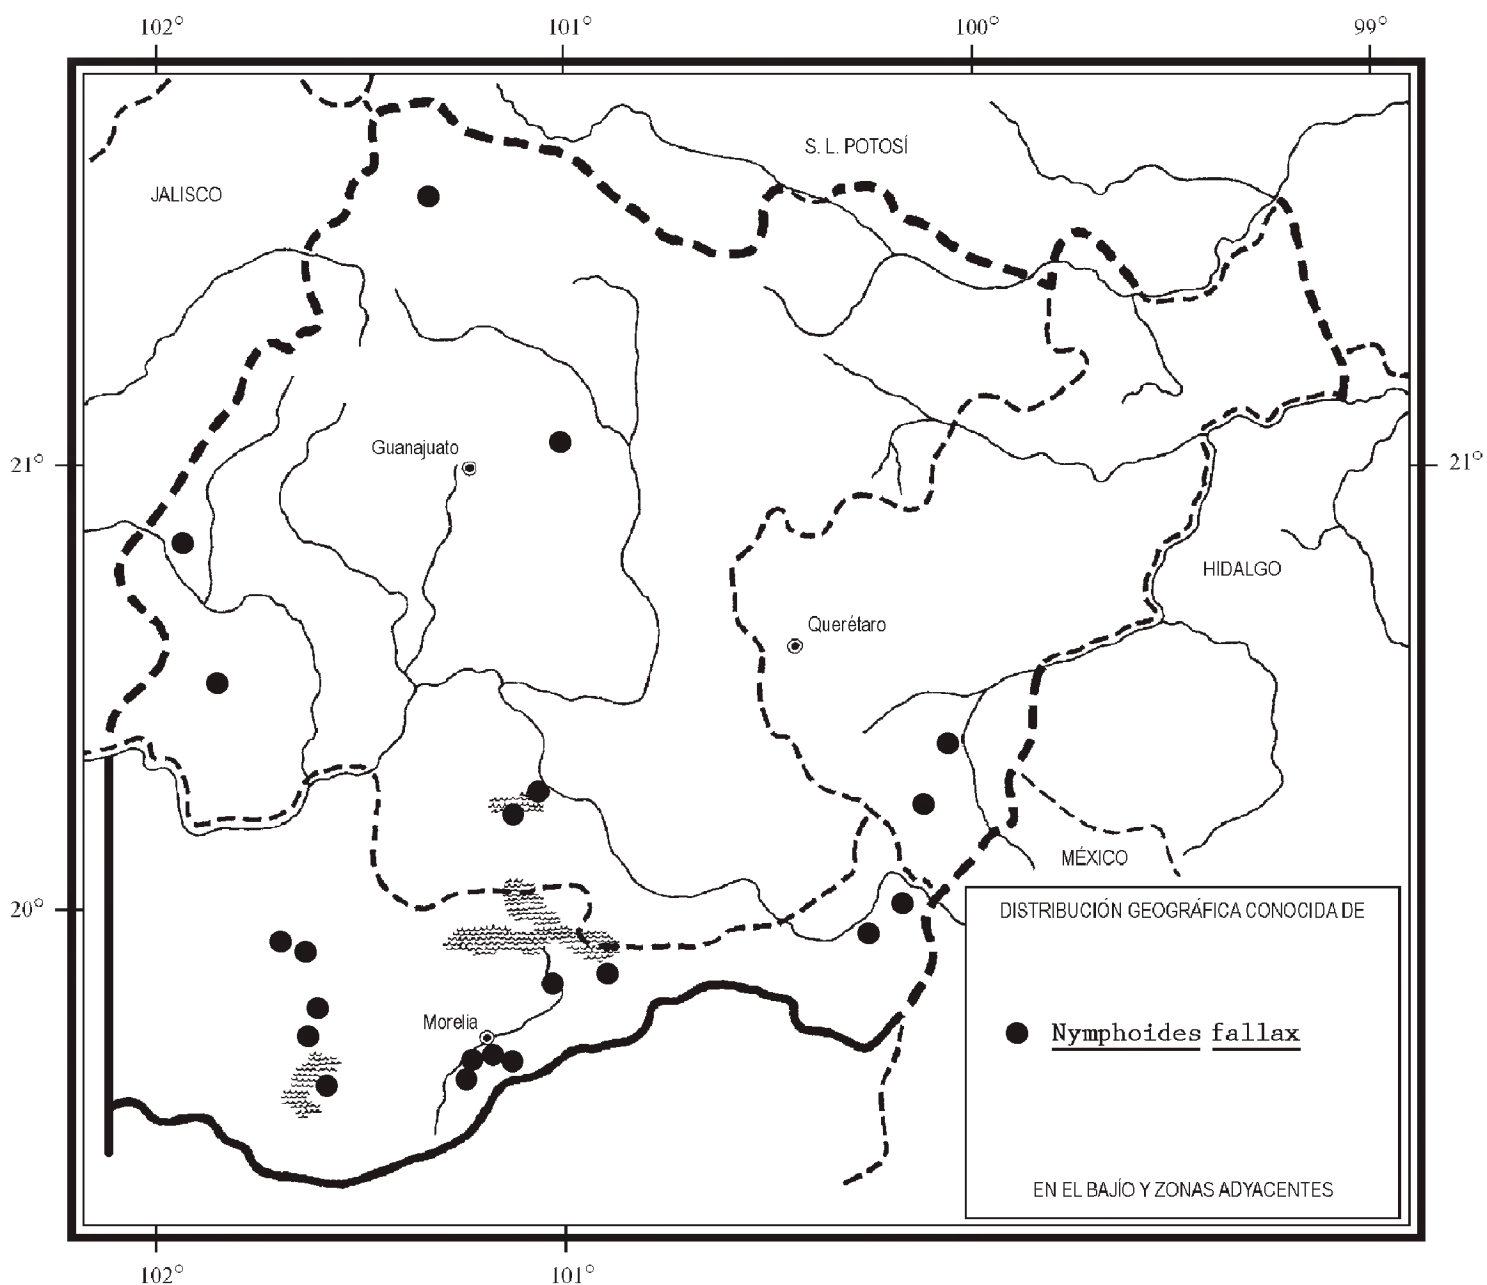 102° 101° 100° 99°
S. L. POTOSÍ
JALISCO
Guanajuato
21° 21°
HIDALGO
Querétaro
MÉXICO
20°
DISTRIBUCIÓN GEOGRÁFICA CONOCIDA DE
Morelia
Nymphoides fallax
EN EL BAJÍO Y ZONAS ADYACENTES
102° 101°